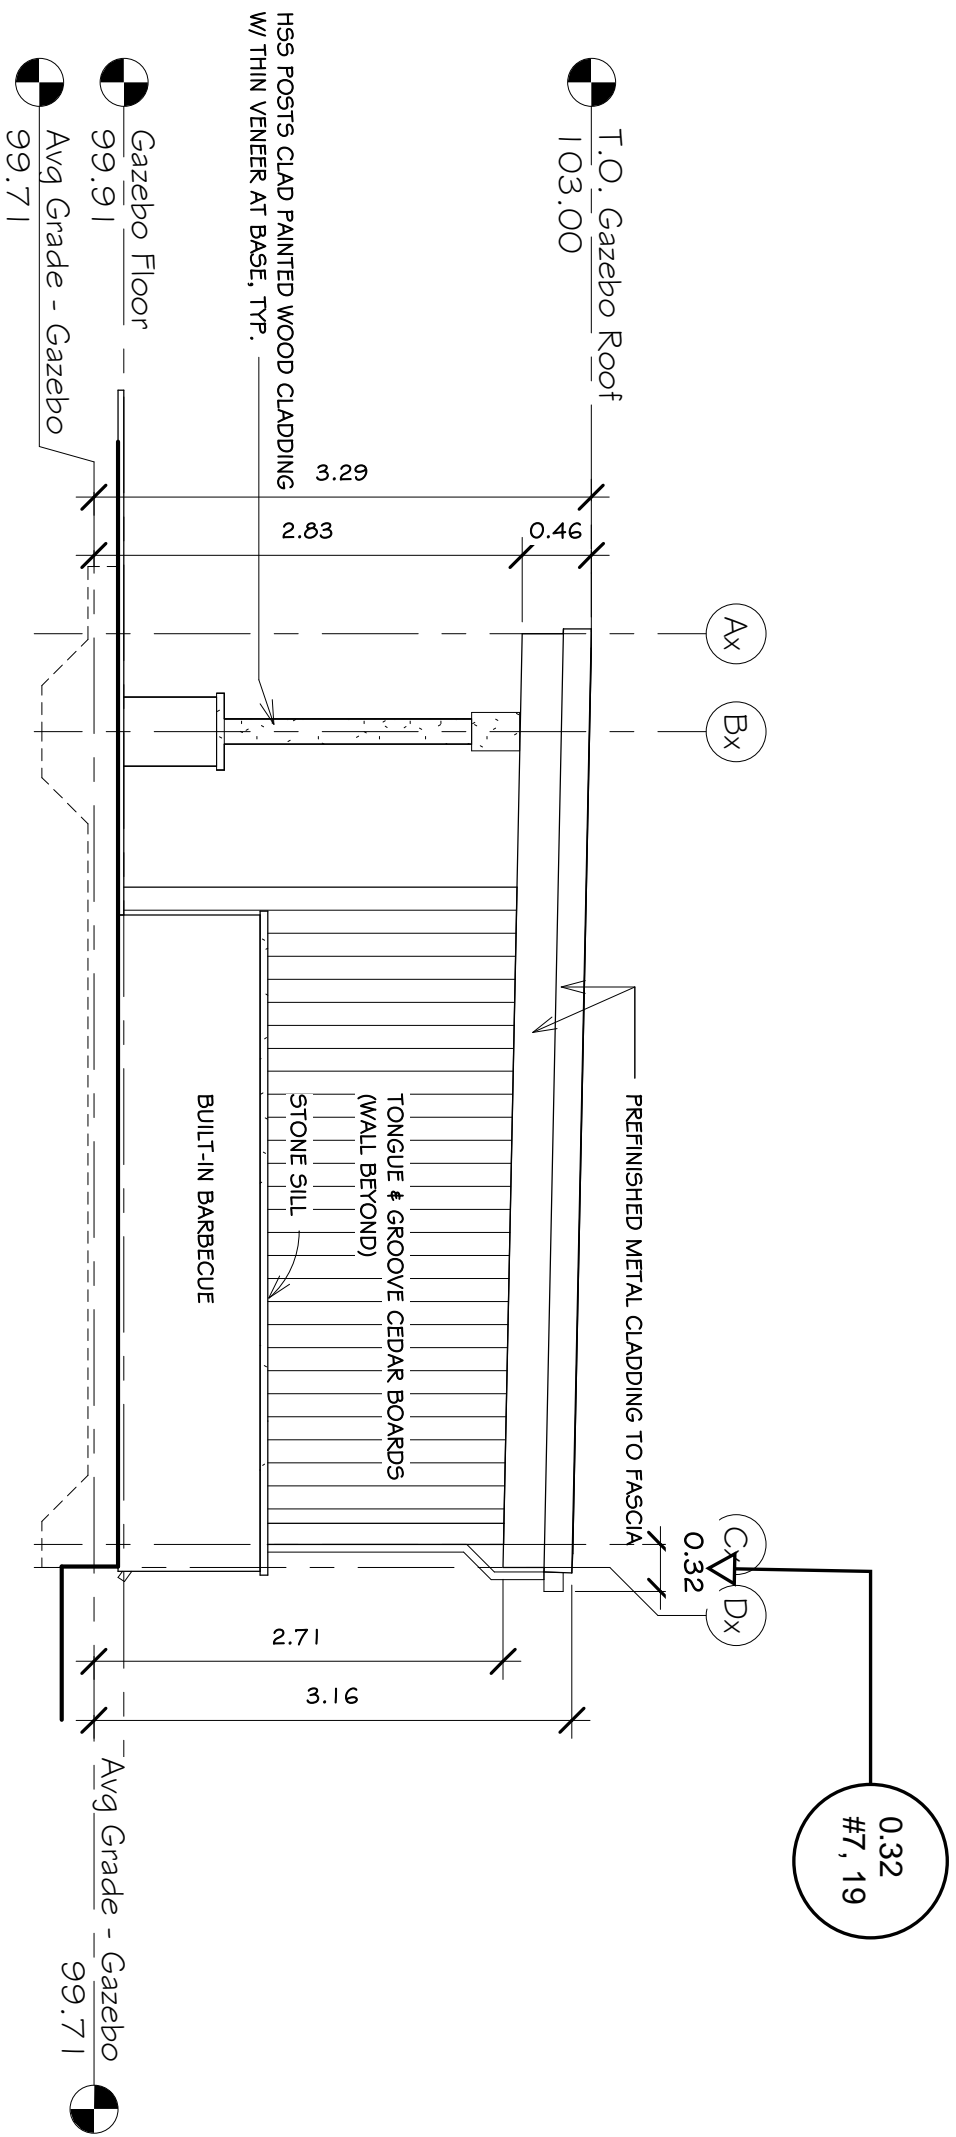 Ax
Bx
Cx
Dx
0.32
#7, 19
0.32
T.O. Gazebo Roof
103.00
PREFINISHED METAL CLADDING TO FASCIA
0.46
3.29
2.83
HSS POSTS CLAD PAINTED WOOD CLADDING
W/ THIN VENEER AT BASE, TYP.
TONGUE & GROOVE CEDAR BOARDS
(WALL BEYOND)
STONE SILL
BUILT-IN BARBECUE
2.71
3.16
Gazebo Floor
99.91
Avg Grade - Gazebo
99.71
Avg Grade - Gazebo
99.71